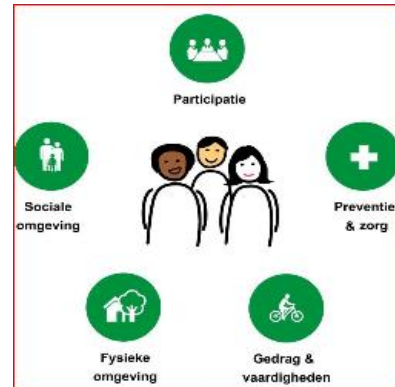 Participatie
Sociale
omgeving
Preventie
& zorg
Fysieke
omgeving
Gedrag &
vaardigheden